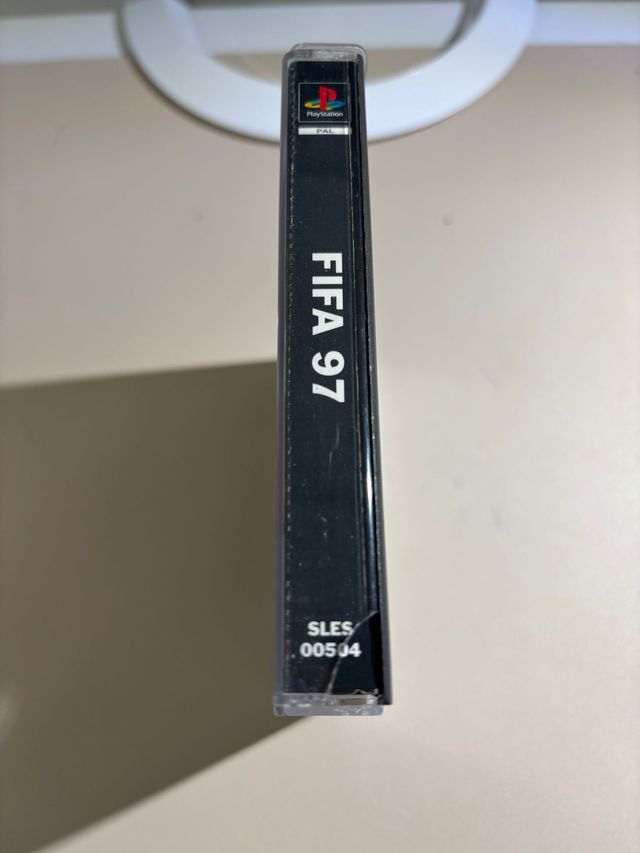 PlayStation
PAL
FIFA 97
SLES
00504